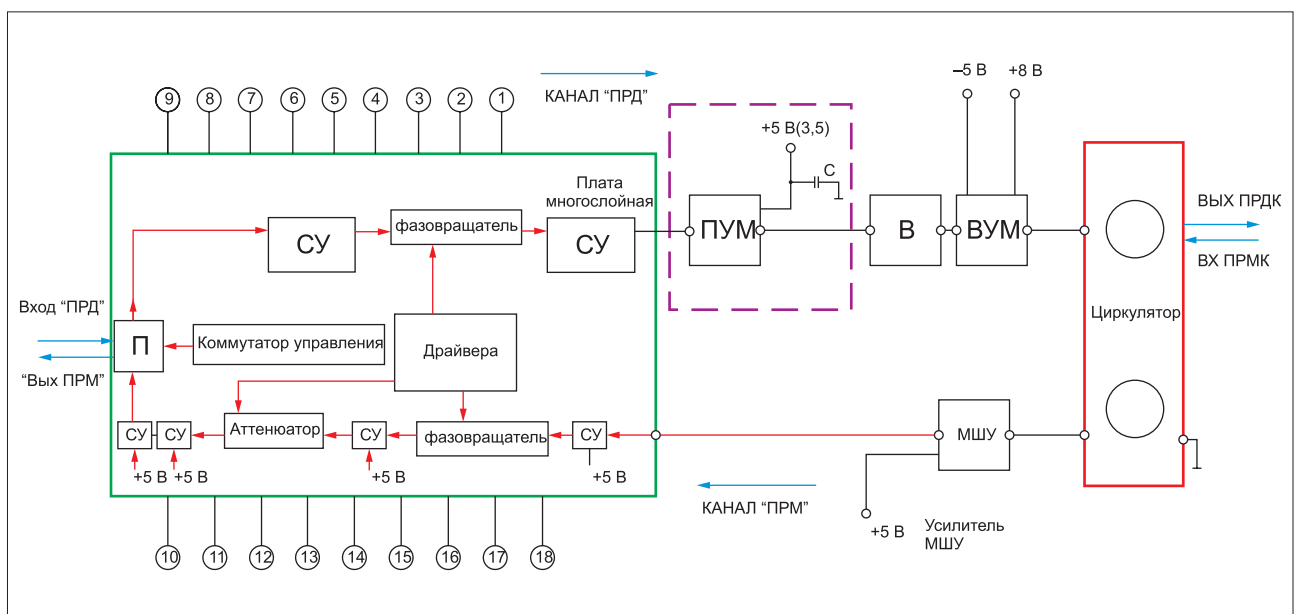 –5 В
+8 В
КАНАЛ “ПРД”
9
8
7
6
5
4
3
2
1
+5 В(3,5)
С
Плата
многослойная
СУ
фазовращатель
СУ
ПУМ
В
ВУМ
ВЫХ ПРДК
ВХ ПРМК
Циркулятор
Вход “ПРД”
П
“Вых ПРМ”
Коммутатор управления
Драйвера
СУ
СУ
Аттенюатор
СУ
фазовращатель
СУ
МШУ
+5 В
+5 В
+5 В
+5 В
КАНАЛ “ПРМ”
+5 В
Усилитель
МШУ
10
11
12
13
14
15
16
17
18